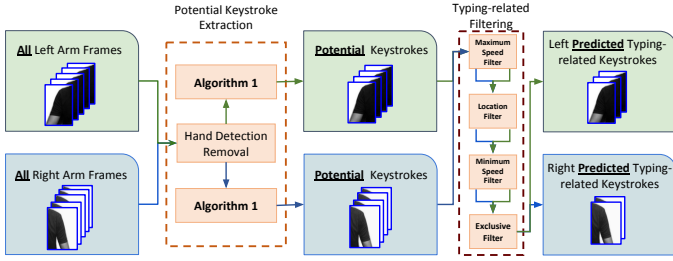 Potential Keystroke
Extraction
Typing-related
Filtering
All Left Arm Frames
Algorithm 1
Hand Detection
Removal
Algorithm 1
All Right Arm Frames
Potential Keystrokes
Potential Keystrokes
Maximum
Speed
Filter
Location
Filter
Minimum
Speed
Filter
Exclusive
Filter
Left Predicted Typing-
related Keystrokes
Right Predicted Typing-
related Keystrokes